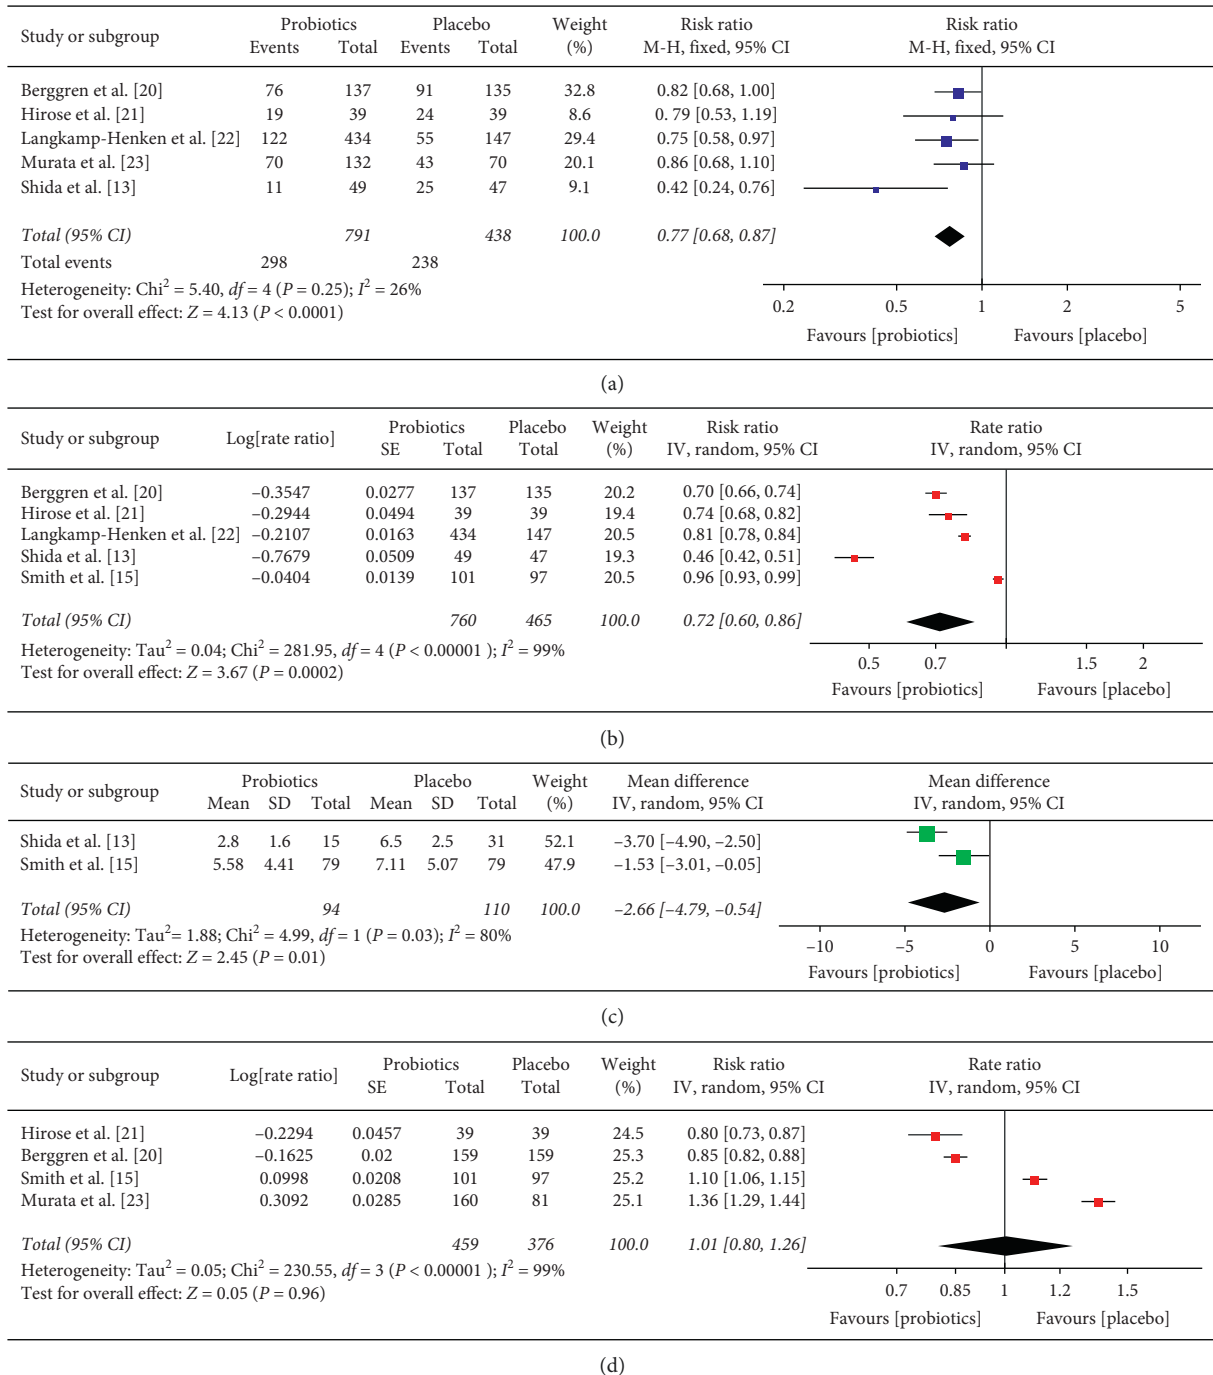 Study or subgroup Probiotics Placebo Weight Risk ratio Risk ratio
Events Total Events Total (%) M-H, fixed, 95% CI M-H, fixed, 95% CI
Berggren et al. [20] 76 137 91 135 32.8 0.82 [0.68, 1.00]
Hirose et al. [21] 19 39 24 39 8.6 0. 79 [0.53, 1.19]
Langkamp-Henken et al. [22] 122 434 55 147 29.4 0.75 [0.58, 0.97]
Murata et al. [23] 70 132 43 70 20.1 0.86 [0.68, 1.10]
Shida et al. [13] 11 49 25 47 9.1 0.42 [0.24, 0.76]
Total (95% CI) 791 438 100.0 0.77 [0.68, 0.87]
Total events 298 238
Heterogeneity: Chi² = 5.40, df = 4 (P = 0.25); I² = 26%
Test for overall effect: Z = 4.13 (P < 0.0001)
0.2 0.5 1 2 5
Favours [probiotics] Favours [placebo]
(a)
Study or subgroup Log[rate ratio] Probiotics Placebo Weight Risk ratio Rate ratio
SE Total Total (%) IV, random, 95% CI IV, random, 95% CI
Berggren et al. [20] –0.3547 0.0277 137 135 20.2 0.70 [0.66, 0.74]
Hirose et al. [21] –0.2944 0.0494 39 39 19.4 0.74 [0.68, 0.82]
Langkamp-Henken et al. [22] –0.2107 0.0163 434 147 20.5 0.81 [0.78, 0.84]
Shida et al. [13] –0.7679 0.0509 49 47 19.3 0.46 [0.42, 0.51]
Smith et al. [15] –0.0404 0.0139 101 97 20.5 0.96 [0.93, 0.99]
Total (95% CI) 760 465 100.0 0.72 [0.60, 0.86]
Heterogeneity: Tau² = 0.04; Chi² = 281.95, df = 4 (P < 0.00001 ); I² = 99%
Test for overall effect: Z = 3.67 (P = 0.0002)
0.5 0.7 1.5 2
Favours [probiotics] Favours [placebo]
(b)
Study or subgroup Probiotics Placebo Weight Mean difference Mean difference
Mean SD Total Mean SD Total (%) IV, random, 95% CI IV, random, 95% CI
Shida et al. [13] 2.8 1.6 15 6.5 2.5 31 52.1 –3.70 [–4.90, –2.50]
Smith et al. [15] 5.58 4.41 79 7.11 5.07 79 47.9 –1.53 [–3.01, –0.05]
Total (95% CI) 94 110 100.0 –2.66 [–4.79, –0.54]
Heterogeneity: Tau²= 1.88; Chi² = 4.99, df = 1 (P = 0.03); I² = 80%
Test for overall effect: Z = 2.45 (P = 0.01)
–10 –5 0 5 10
Favours [probiotics] Favours [placebo]
(c)
Study or subgroup Log[rate ratio] Probiotics Placebo Weight Risk ratio Rate ratio
SE Total Total (%) IV, random, 95% CI IV, random, 95% CI
Hirose et al. [21] –0.2294 0.0457 39 39 24.5 0.80 [0.73, 0.87]
Berggren et al. [20] –0.1625 0.02 159 159 25.3 0.85 [0.82, 0.88]
Smith et al. [15] 0.0998 0.0208 101 97 25.2 1.10 [1.06, 1.15]
Murata et al. [23] 0.3092 0.0285 160 81 25.1 1.36 [1.29, 1.44]
Total (95% CI) 459 376 100.0 1.01 [0.80, 1.26]
Heterogeneity: Tau² = 0.05; Chi² = 230.55, df = 3 (P < 0.00001 ); I² = 99%
Test for overall effect: Z = 0.05 (P = 0.96)
0.7 0.85 1 1.2 1.5
Favours [probiotics] Favours [placebo]
(d)